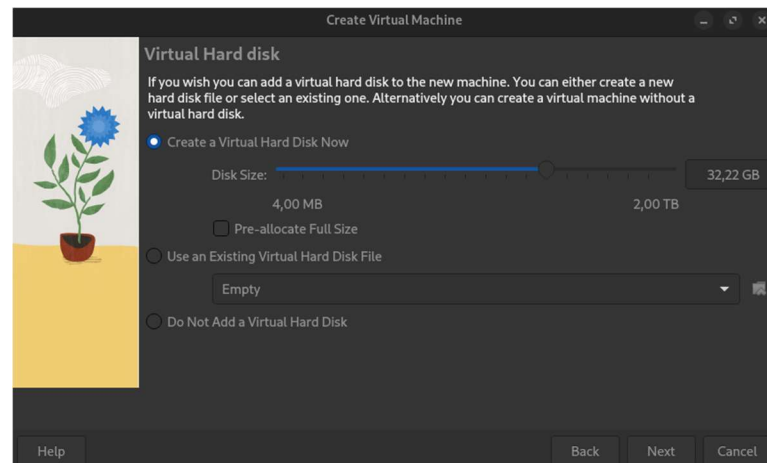 Create Virtual Machine
Virtual Hard disk
If you wish you can add a virtual hard disk to the new machine. You can either create a new
hard disk file or select an existing one. Alternatively you can create a virtual machine without a
virtual hard disk.
Create a Virtual Hard Disk Now
Disk Size:
32,22 GB
4,00 MB
2,00 TB
Pre-allocate Full Size
Use an Existing Virtual Hard Disk File
Empty
Do Not Add a Virtual Hard Disk
Help
Back
Next
Cancel